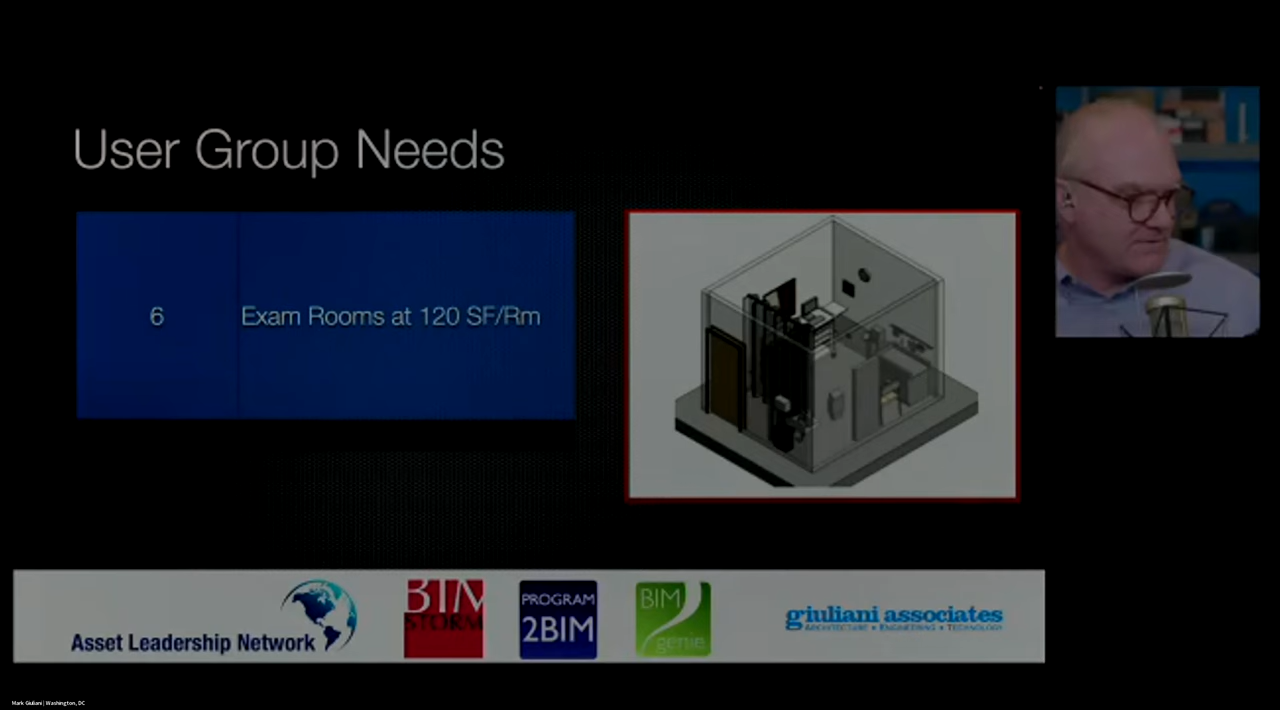 User Group Needs
6 Exam Rooms at 120 SF/Rm
Asset Leadership Network
BIM
STORM
PROGRAM
2BIM
BIM
genie
giuliani associates
ARCHITECTURE • ENGINEERING • TECHNOLOGY
Mark Giuliani | Washington, DC